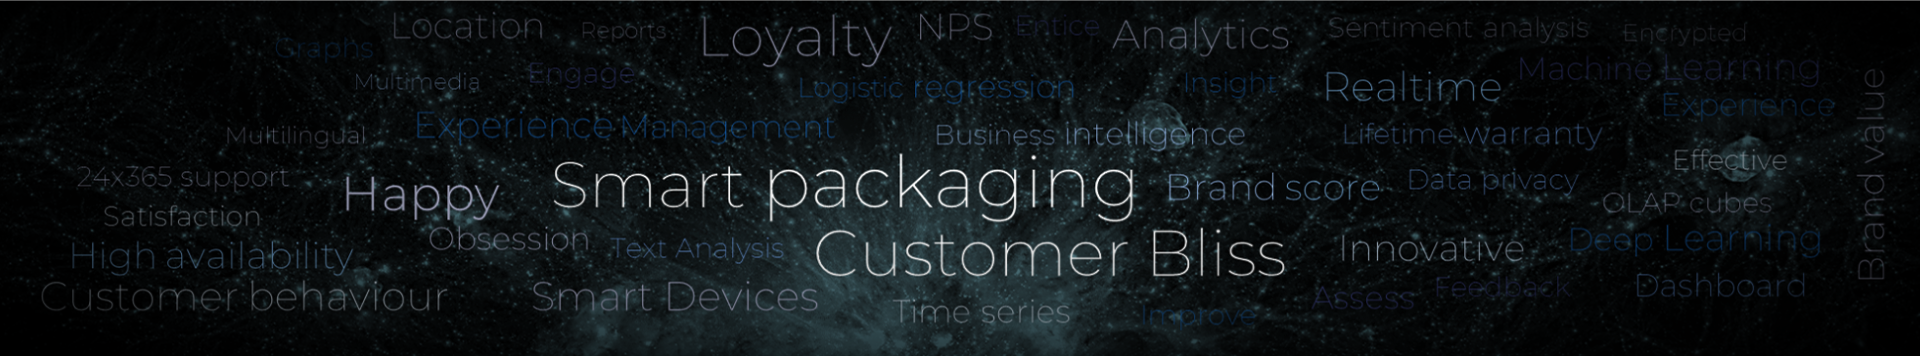 Location
Reports
Loyalty
NPS
Entice
Analytics
Sentiment analysis
Encrypted
Graphs
Multimedia
Engage
Logistic regression
Insight
Realtime
Machine Learning
Experience
Multilingual
Experience Management
Business intelligence
Lifetime warranty
Brand value
24x365 support
Happy
Smart packaging
Brand score
Data privacy
Effective
OLAP cubes
Satisfaction
Obsession
Text Analysis
Customer Bliss
Innovative
Deep Learning
High availability
Customer behaviour
Smart Devices
Time series
Improve
Assess
Feedback
Dashboard